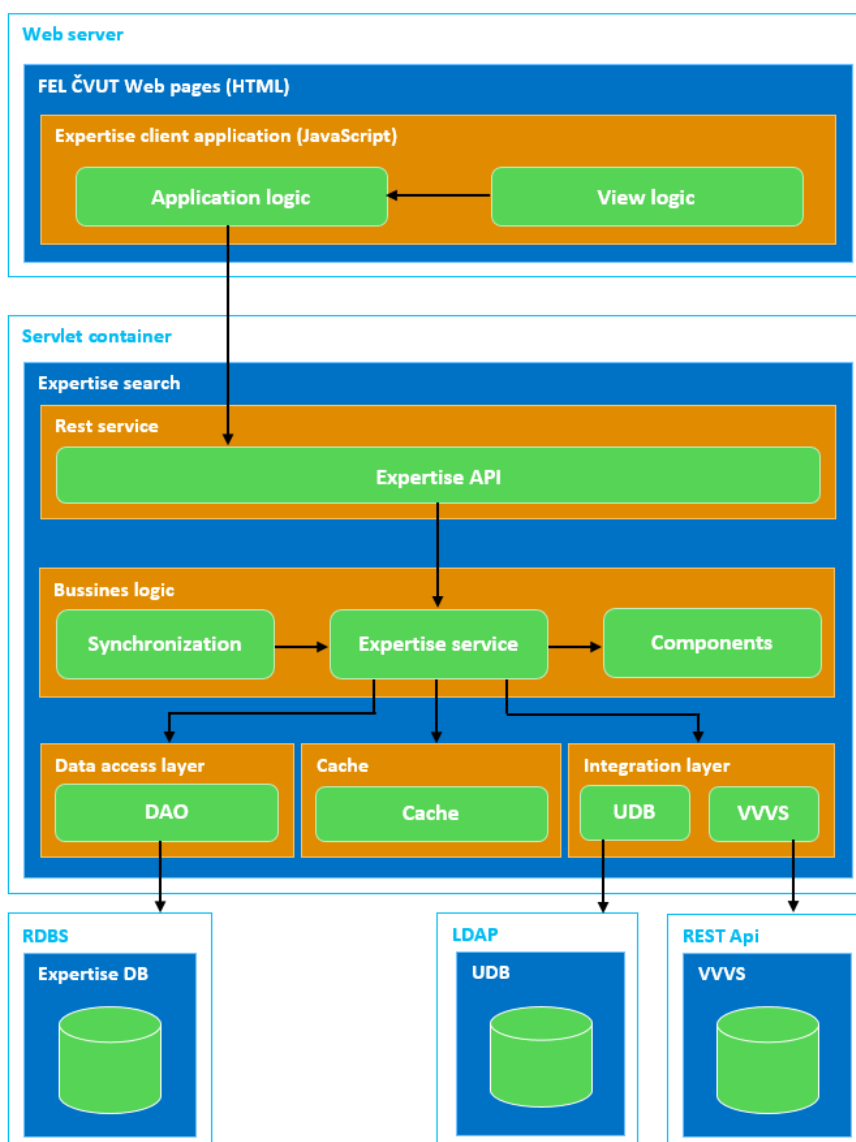 Web server
FEL ČVUT Web pages (HTML)
Expertise client application (JavaScript)
Application logic
View logic
Servlet container
Expertise search
Rest service
Expertise API
Bussines logic
Synchronization
Expertise service
Components
Data access layer
DAO
Cache
Cache
Integration layer
UDB
VVVS
RDBS
Expertise DB
LDAP
UDB
REST Api
VVVS